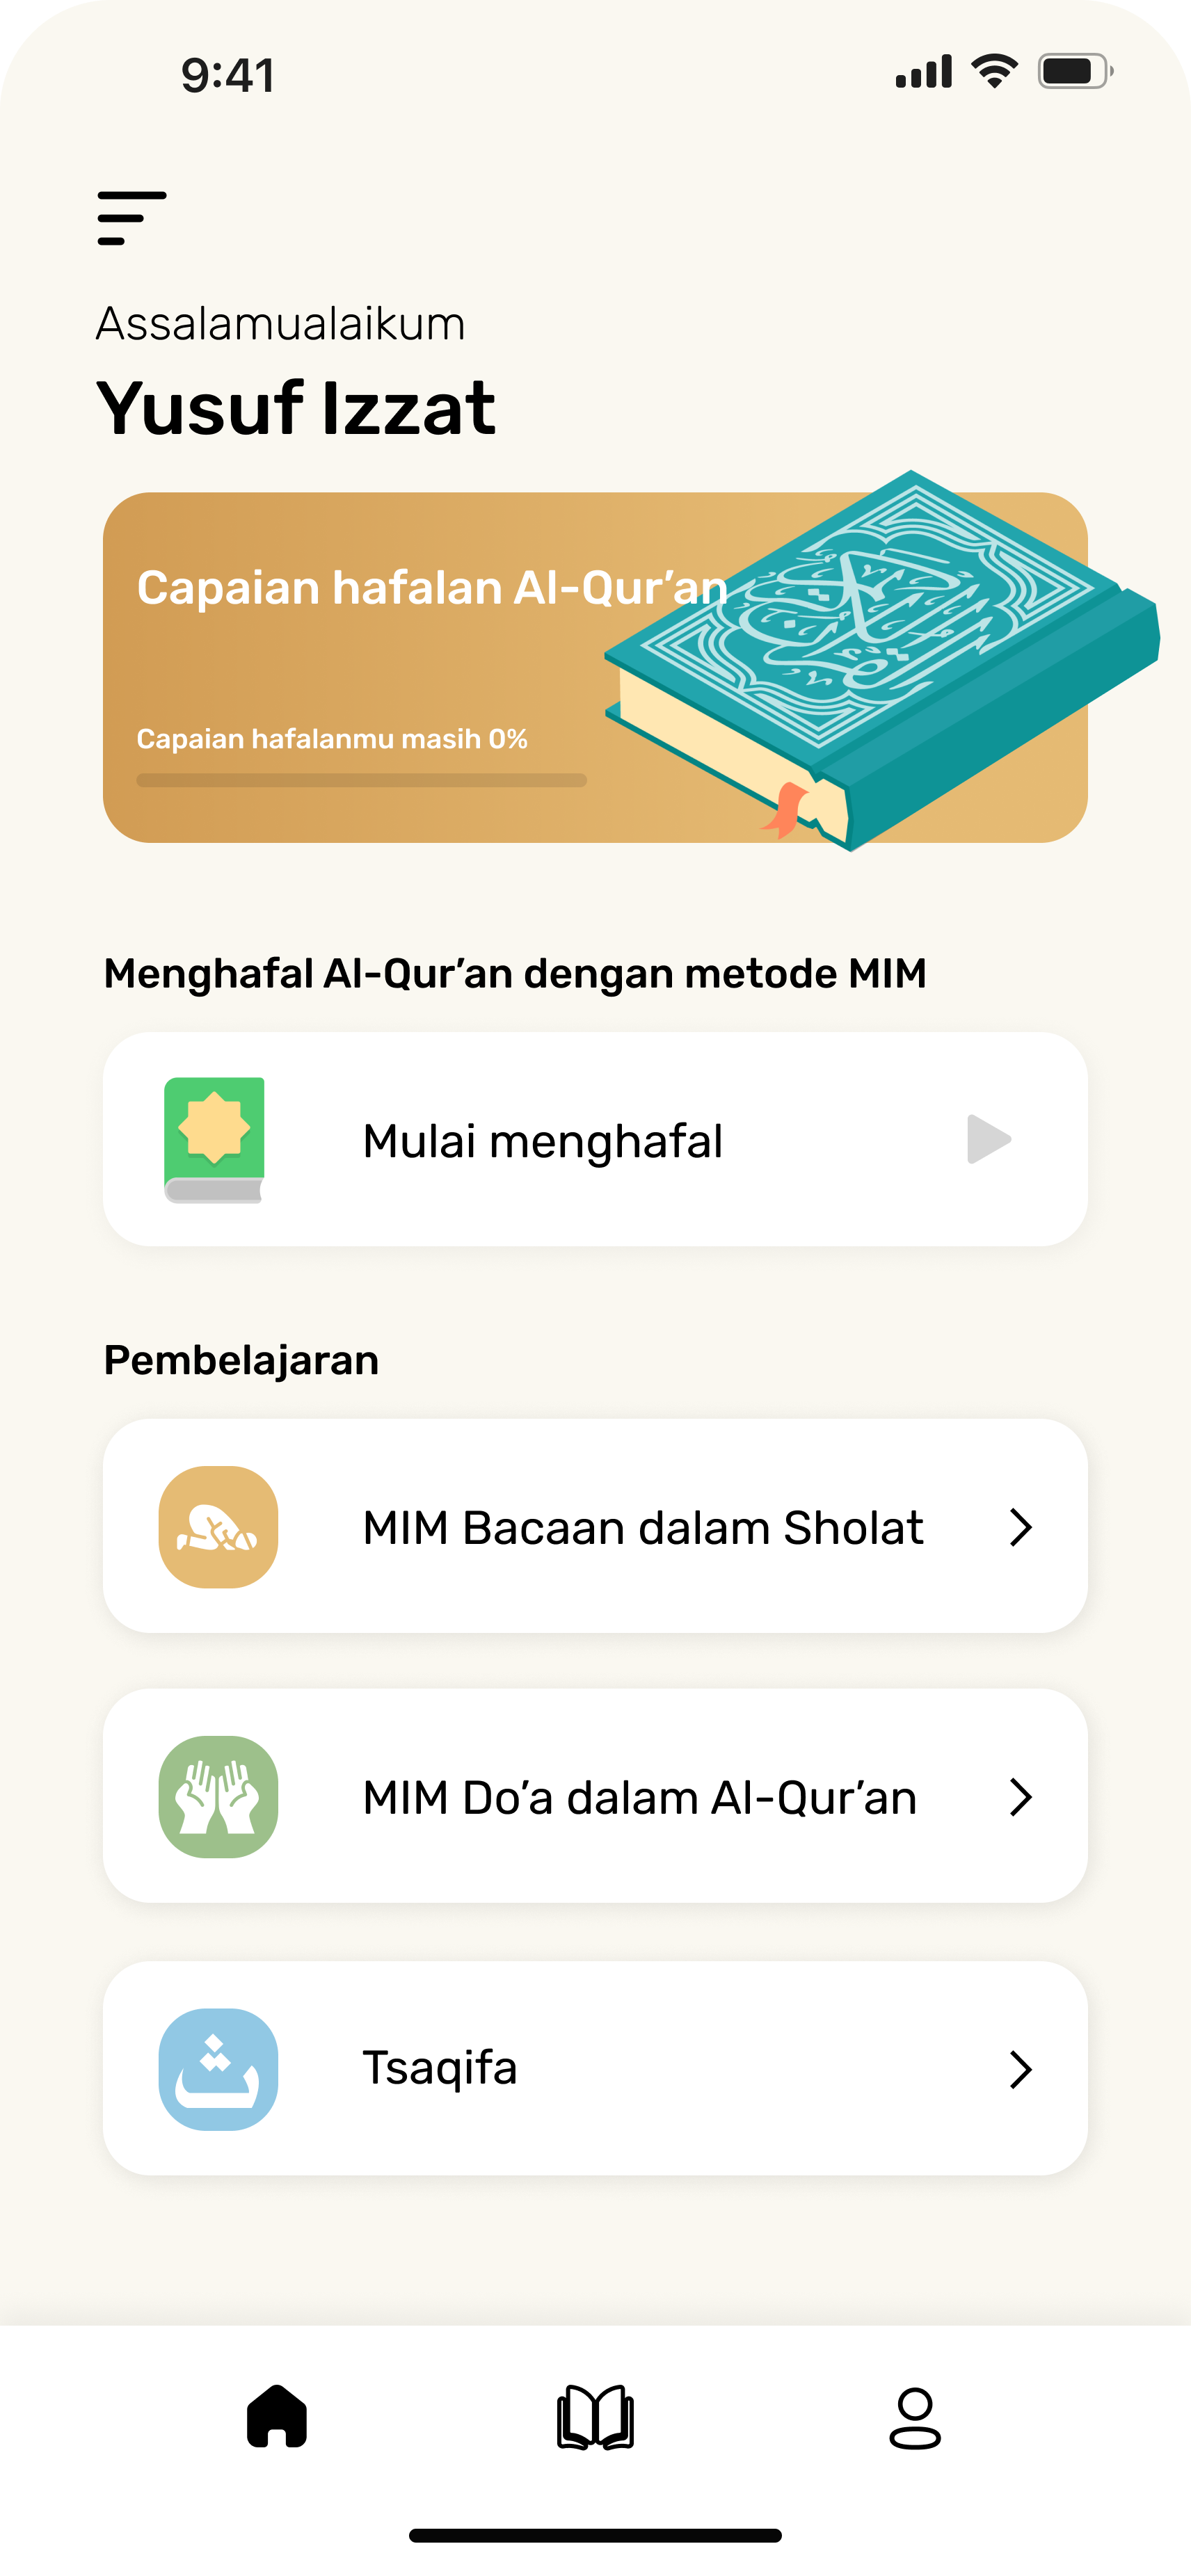 9:41
Assalamualaikum
Yusuf Izzat
Capaian hafalan Al-Qur’an
Capaian hafalanmu masih 0%
Menghafal Al-Qur’an dengan metode MIM
Mulai menghafal
Pembelajaran
MIM Bacaan dalam Sholat
MIM Do’a dalam Al-Qur’an
ث
Tsaqifa